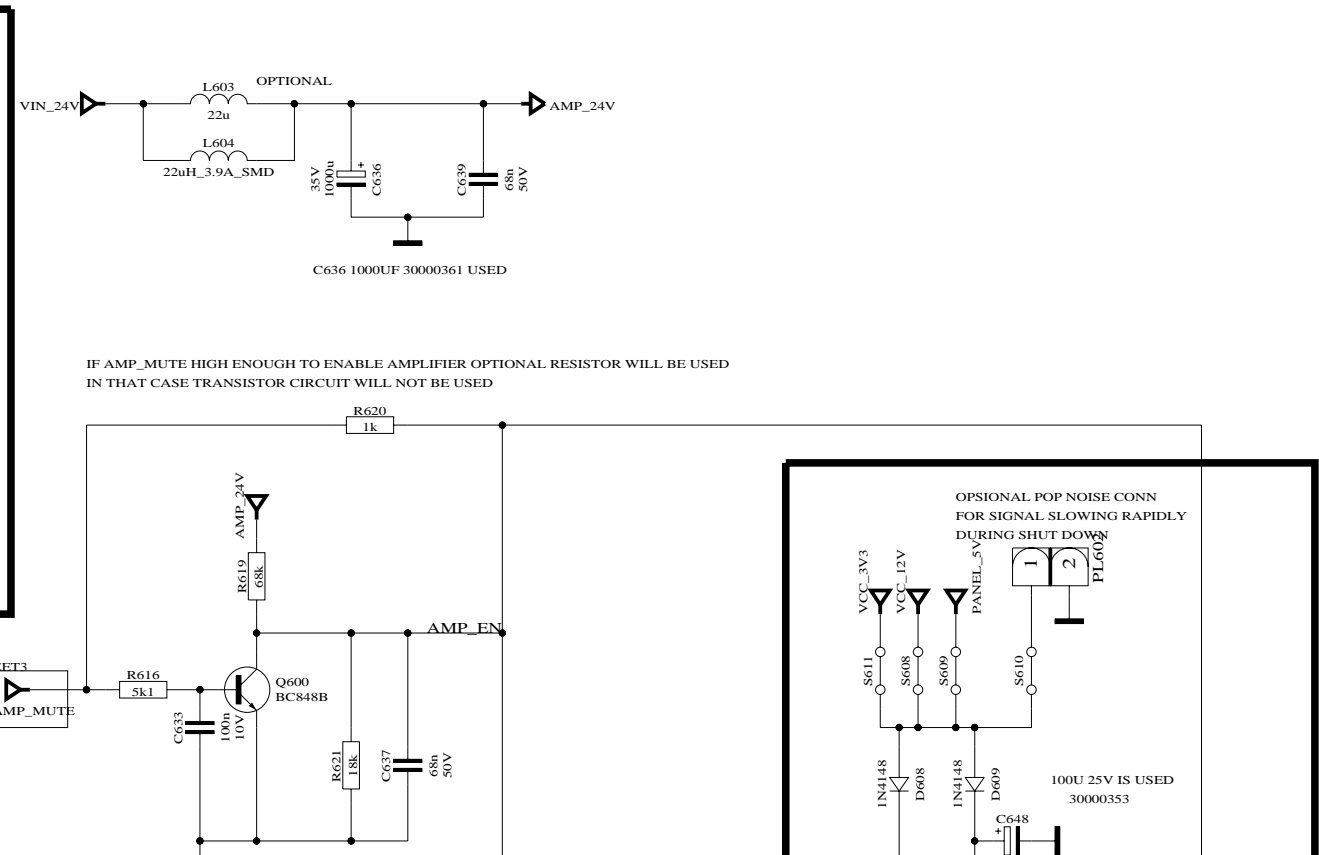 L603
OPTIONAL
VIN_24V
22u
AMP_24V
L604
22uH_3.9A_SMD
35V
1000u
C636
+
C639
68n
50V
C636 1000UF 30000361 USED
IF AMP_MUTE HIGH ENOUGH TO ENABLE AMPLIFIER OPTIONAL RESISTOR WILL BE USED
IN THAT CASE TRANSISTOR CIRCUIT WILL NOT BE USED
R620
1k
AMP_24V
R619
68k
AMP_EN
ET3
AMP_MUTE
R616
5k1
Q600
BC848B
C633
100n
10V
R621
18k
C637
68n
50V
OPSIONAL POP NOISE CONN
FOR SIGNAL SLOWING RAPIDLY
DURING SHUT DOWN
VCC_3V3
VCC_12V
PANEL_5V
1
2
PL602
S611
S608
S609
S610
1N4148
D608
1N4148
D609
100U 25V IS USED
30000353
C648
+